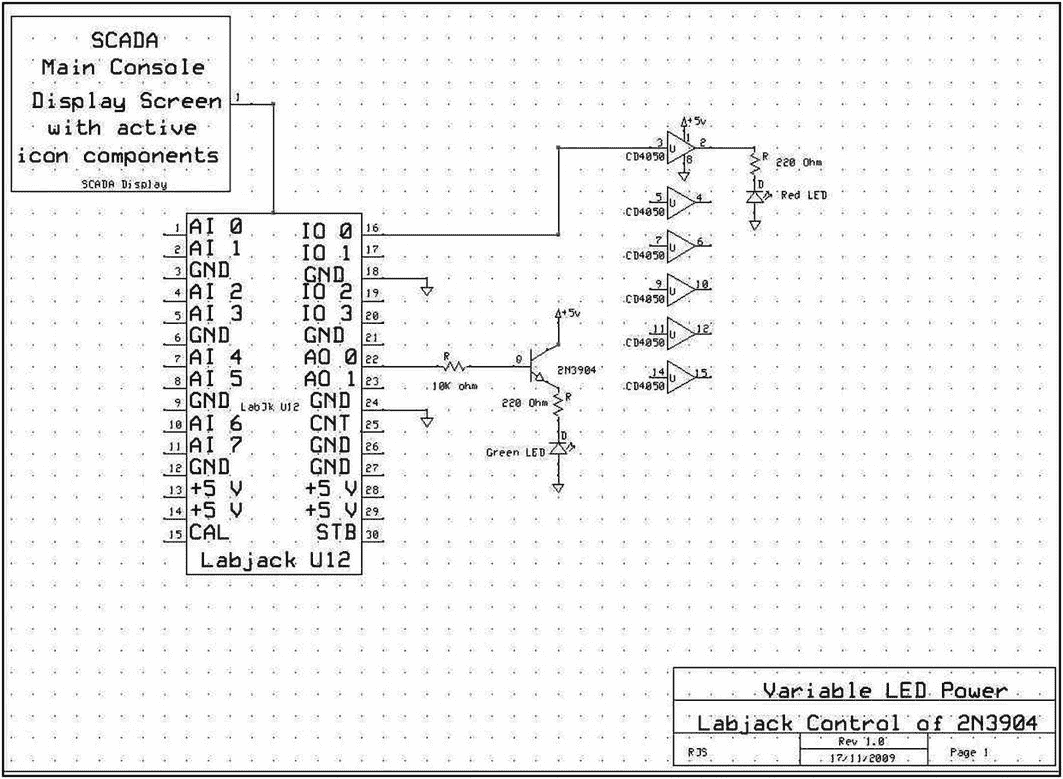 SCADA
Main Console
Display Screen
with active
icon components
SCADA Display
1
1 AI 0 IO 0 16
2 AI 1 IO 1 17
3 GND GND 18
4 AI 2 IO 2 19
5 AI 3 IO 3 20
6 GND GND 21
7 AI 4 AO 0 22
8 AI 5 AO 1 23
9 GND LabJk U12 GND 24
10 AI 6 CNT 25
11 AI 7 GND 26
12 GND GND 27
13 +5 V +5 V 28
14 +5 V +5 V 29
15 CAL STB 30
Labjack U12
R
10K ohm
+5v
Q
2N3904
220 Ohm R
D
Green LED
+5v
3 U 1 2
CD4050 8
R
220 Ohm
D
Red LED
5 U 4
CD4050
7 U 6
CD4050
9 U 10
CD4050
11 U 12
CD4050
14 U 15
CD4050
Variable LED Power
Labjack Control of 2N3904
RJS
Rev 1.0
17/11/2009
Page 1